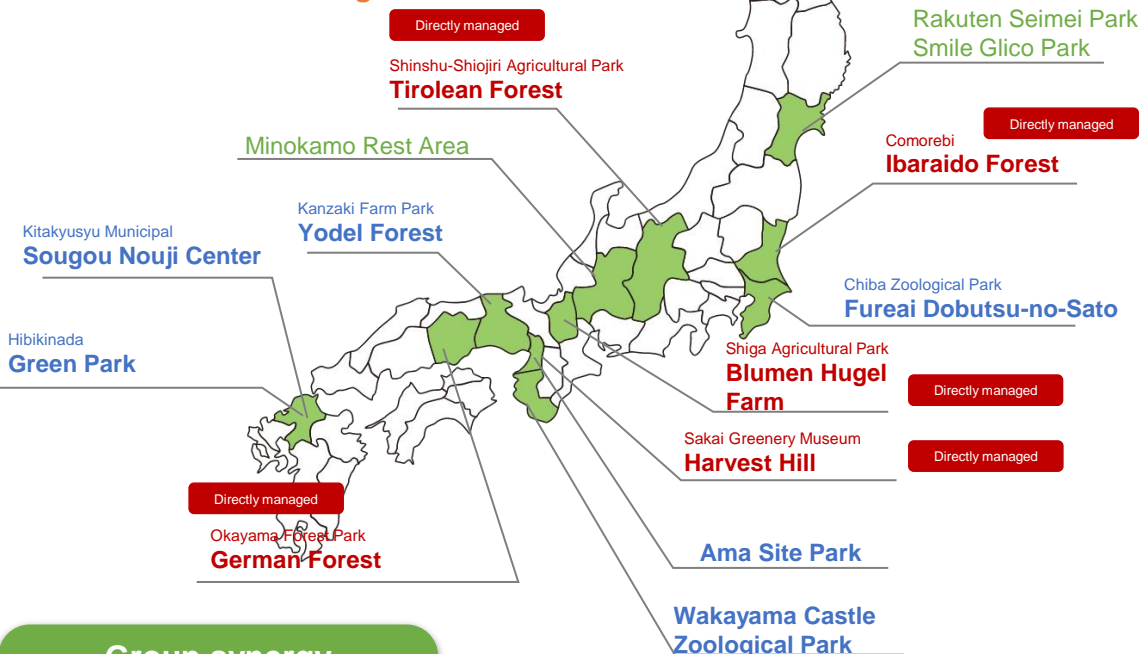 Directly managed
Shinshu-Shiojiri Agricultural Park
Tirolean Forest
Rakuten Seimei Park
Smile Glico Park
Directly managed
Comorebi
Ibaraido Forest
Minokamo Rest Area
Kanzaki Farm Park
Yodel Forest
Kitakyusyu Municipal
Sougou Nouji Center
Chiba Zoological Park
Fureai Dobutsu-no-Sato
Hibikinada
Green Park
Shiga Agricultural Park
Blumen Hugel
Farm
Directly managed
Sakai Greenery Museum
Harvest Hill
Directly managed
Directly managed
Okayama Forest Park
German Forest
Ama Site Park
Wakayama Castle
Zoological Park
Group synergy